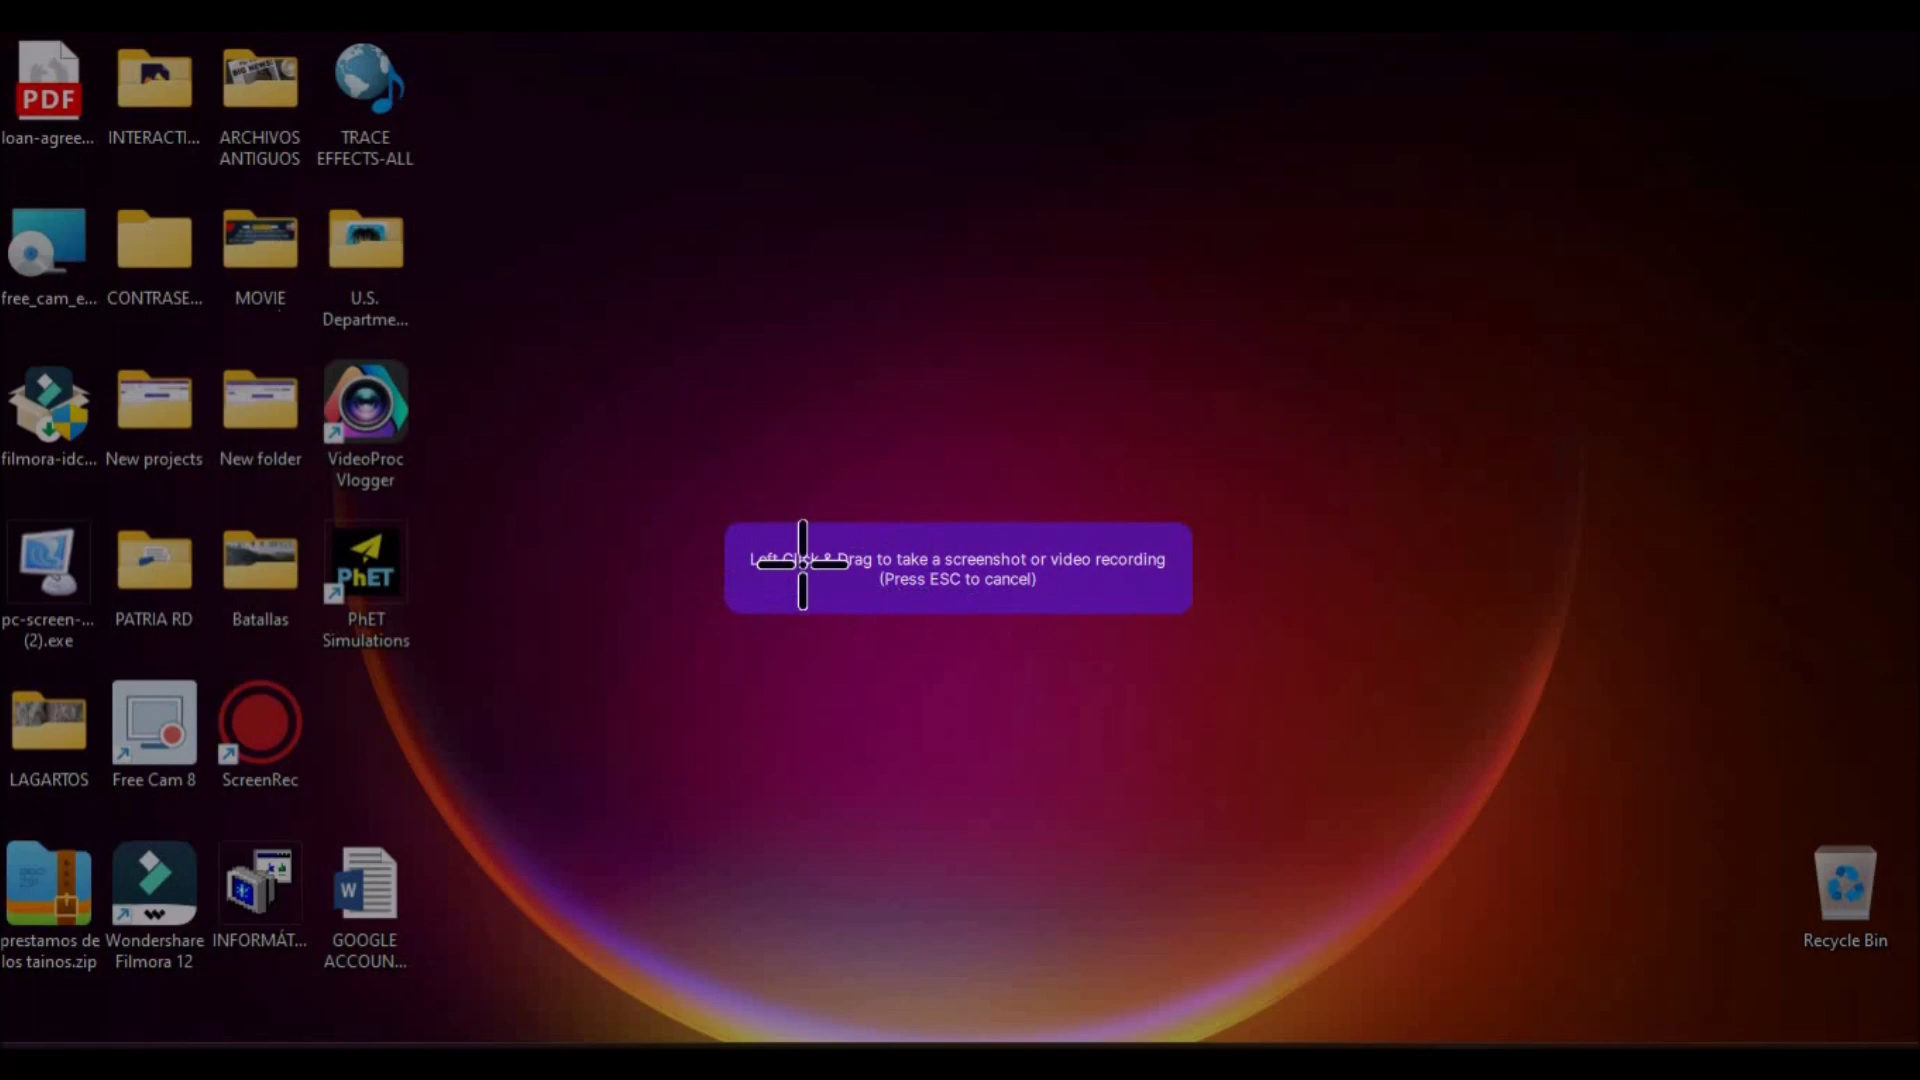 PDF
loan-agree...
INTERACTI...
BIG NEWS!
ARCHIVOS
ANTIGUOS
TRACE
EFFECTS-ALL
free_cam_e...
CONTRASE...
MOVIE
U.S.
Departme...
filmora-idc...
New projects
New folder
VideoProc
Vlogger
Left Click & Drag to take a screenshot or video recording
(Press ESC to cancel)
pc-screen-...
(2).exe
PATRIA RD
Batallas
PhET
PhET
Simulations
LAGARTOS
Free Cam 8
ScreenRec
prestamos de
los tainos.zip
Wondershare
Filmora 12
INFORMÁT...
W
GOOGLE
ACCOUN...
Recycle Bin